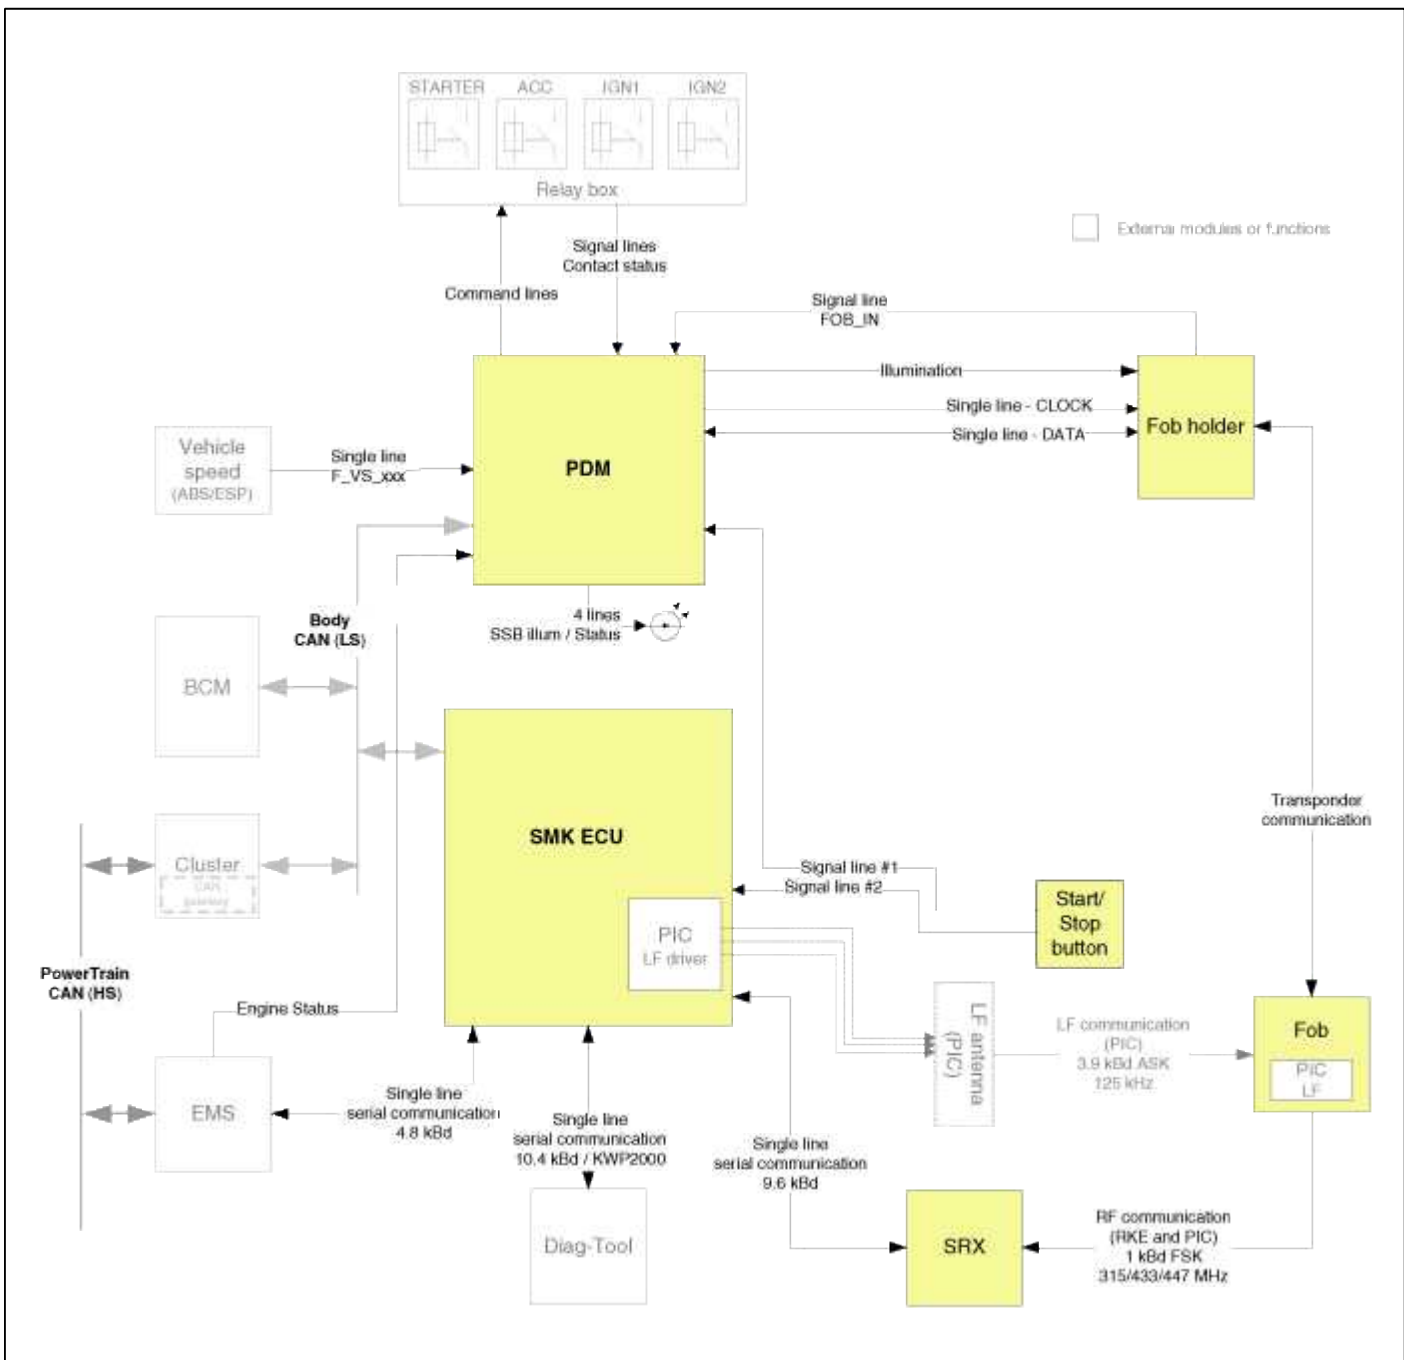 STARTER ACC IGN1 IGN2
Relay box
External modules or functions
Signal lines
Contact status
Command lines
Signal line
FOB_IN
Illumination
Single line - CLOCK
Single line - DATA
Fob holder
Vehicle
speed
(ABS/ESP)
Single line
F_VS_xxx
PDM
4 lines
SSB illum / Status
Body
CAN (LS)
BCM
SMK ECU
Transponder
communication
Cluster
CAN
gateway
Signal line #1
Signal line #2
Start/
Stop
button
PIC
LF driver
PowerTrain
CAN (HS)
Engine Status
LF antenna
(PIC)
LF communication
(PIC)
3.9 kBd ASK
125 kHz
Fob
PIC
LF
EMS
Single line
serial communication
4.8 kBd
Single line
serial communication
10.4 kBd / KWP2000
Single line
serial communication
9.6 kBd
Diag-Tool
SRX
RF communication
(RKE and PIC)
1 kBd FSK
315/433/447 MHz